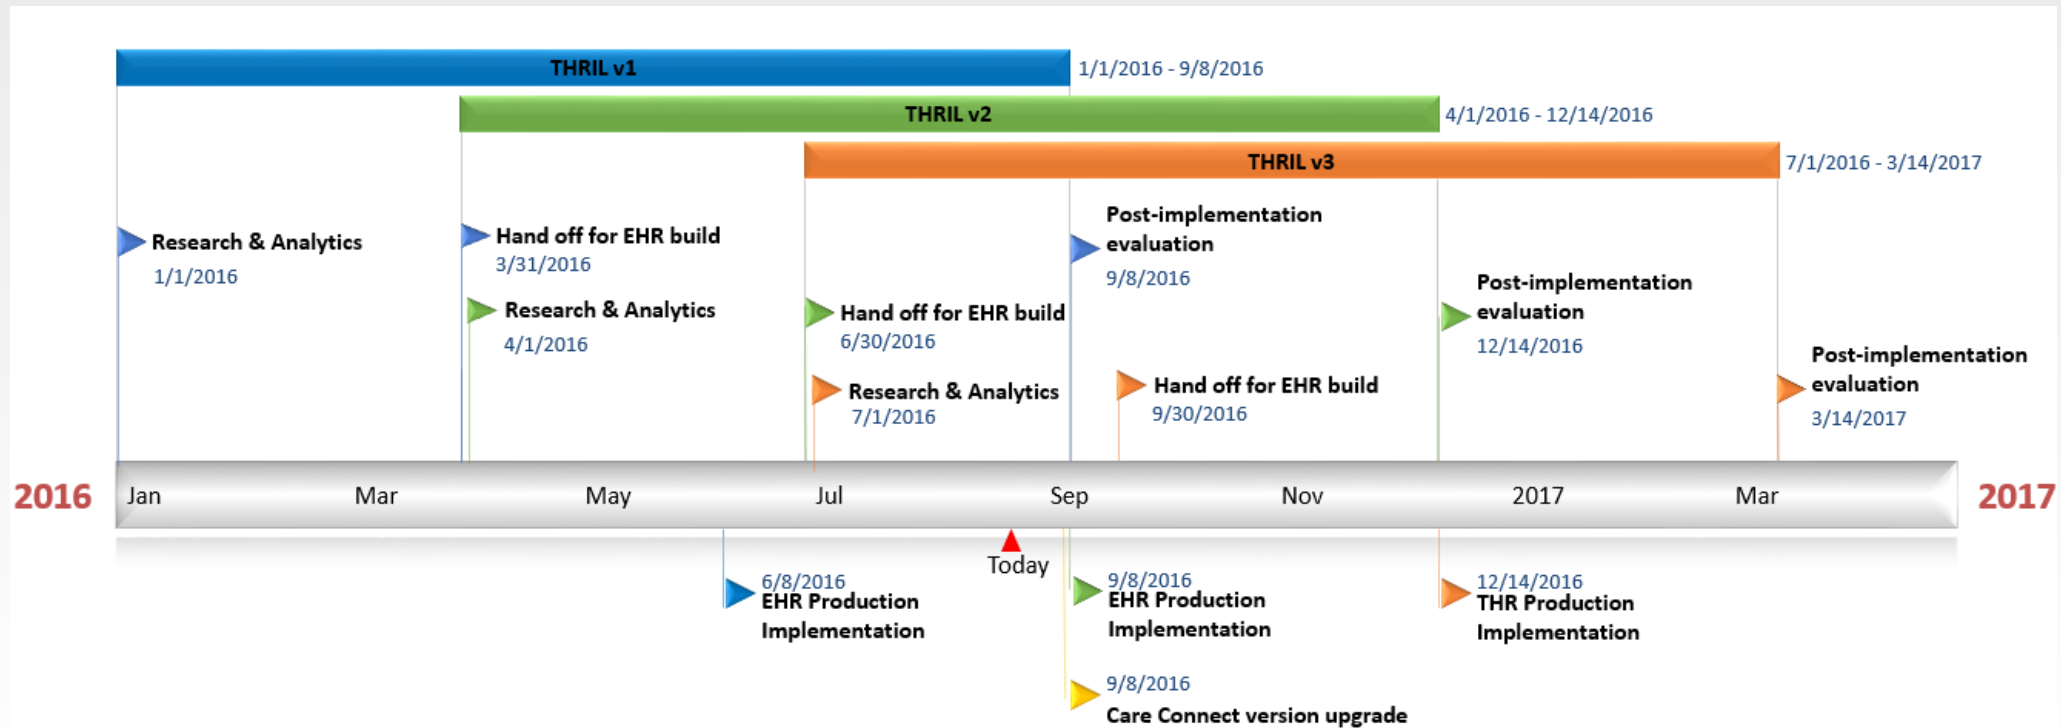 THRIL v1
1/1/2016 - 9/8/2016
THRIL v2
4/1/2016 - 12/14/2016
THRIL v3
7/1/2016 - 3/14/2017
Research & Analytics
1/1/2016
Hand off for EHR build
3/31/2016
Research & Analytics
4/1/2016
Hand off for EHR build
6/30/2016
Research & Analytics
7/1/2016
Post-implementation
evaluation
9/8/2016
Hand off for EHR build
9/30/2016
Post-implementation
evaluation
12/14/2016
Post-implementation
evaluation
3/14/2017
2016 Jan Mar May Jul Sep Nov 2017 Mar 2017
Today
6/8/2016
EHR Production
Implementation
9/8/2016
EHR Production
Implementation
12/14/2016
THR Production
Implementation
9/8/2016
Care Connect version upgrade